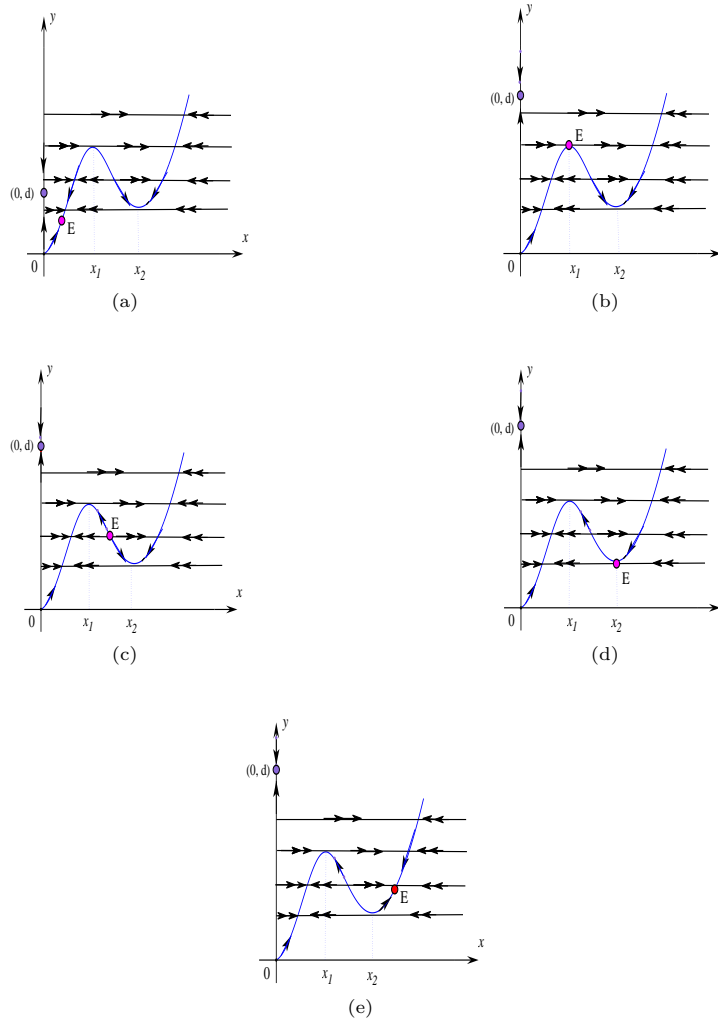 y
(0, d)
E
x
0
x1
x2
(a)
y
(0, d)
E
0
x1
x2
(b)
y
(0, d)
E
x
0
x1
x2
(c)
y
(0, d)
E
0
x1
x2
(d)
y
(0, d)
E
x
0
x1
x2
(e)